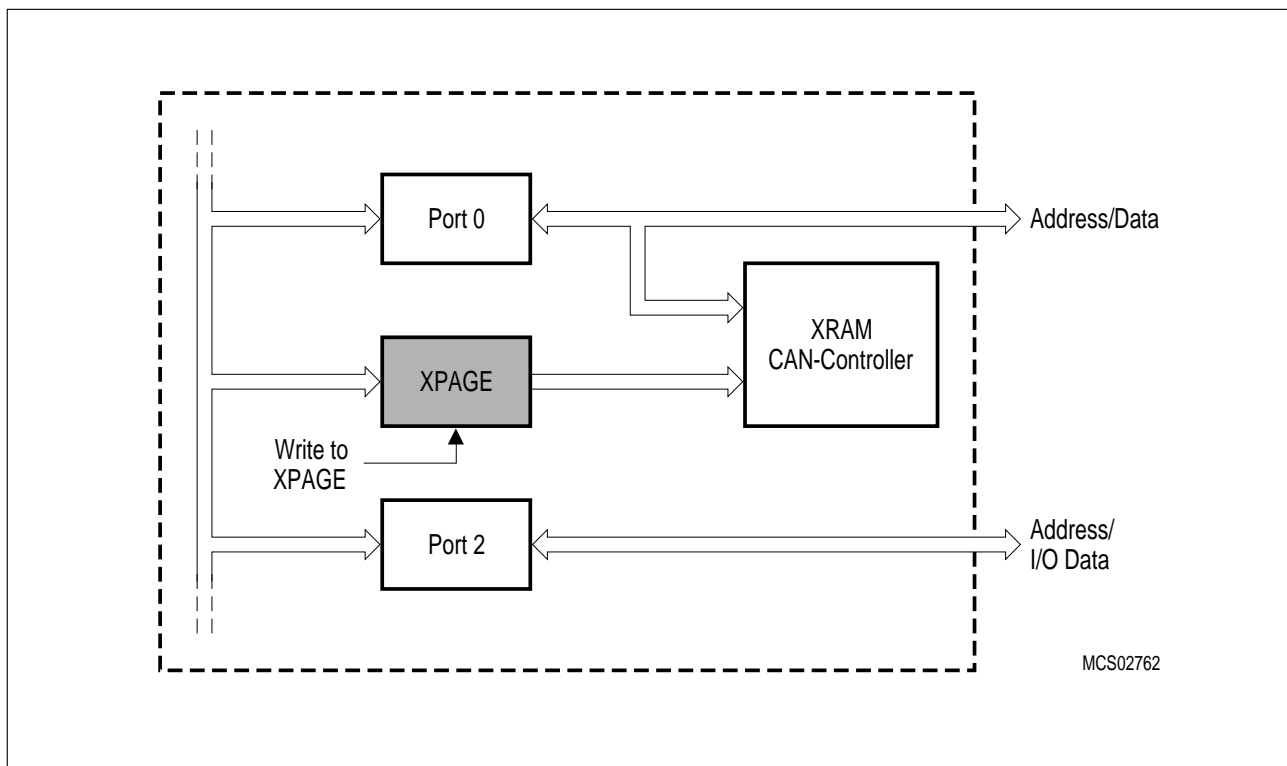 Port 0
Address/Data
XRAM
CAN-Controller
XPAGE
Write to
XPAGE
Port 2
Address/
I/O Data
MCS02762